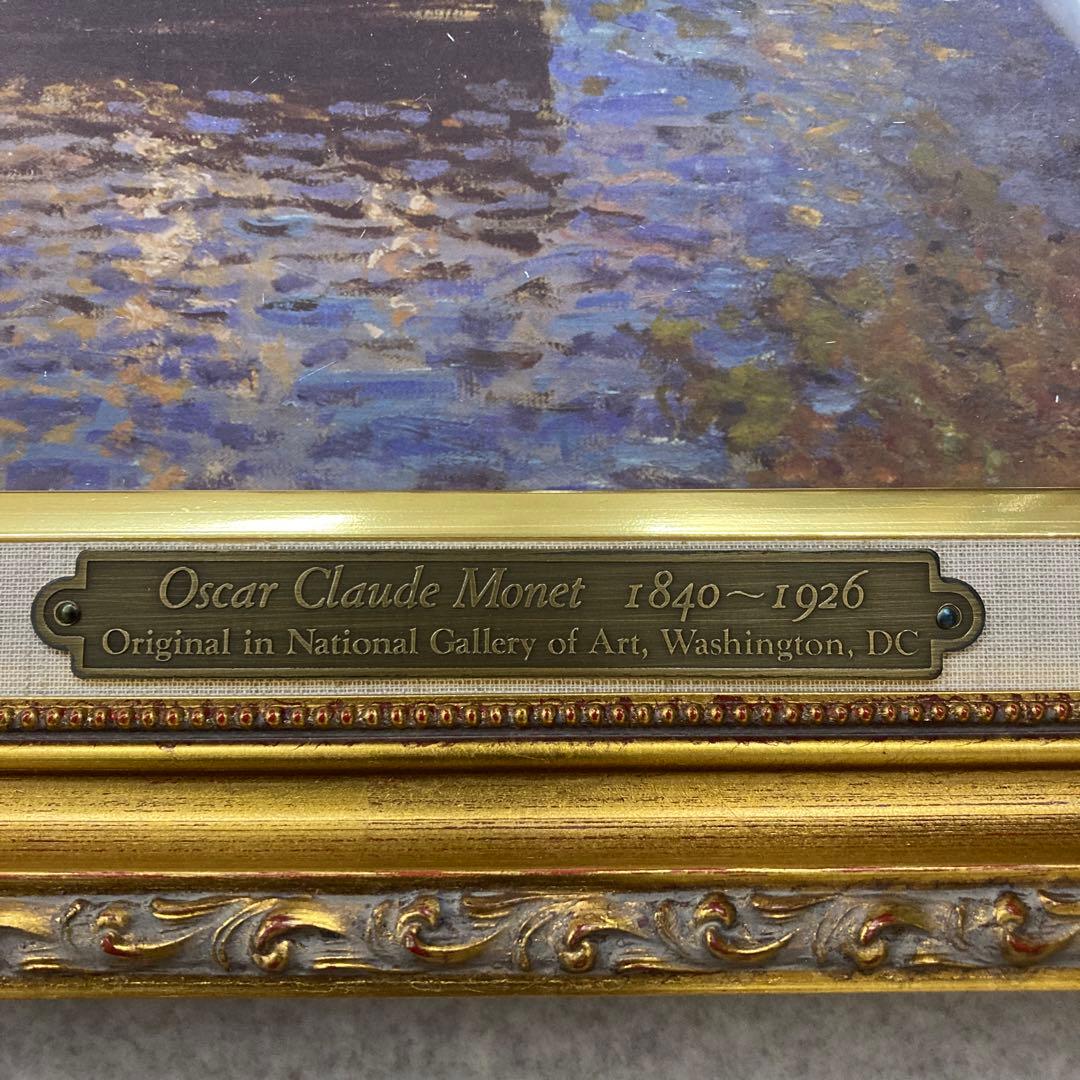 Oscar Claude Monet 1840~1926
Original in National Gallery of Art, Washington, DC